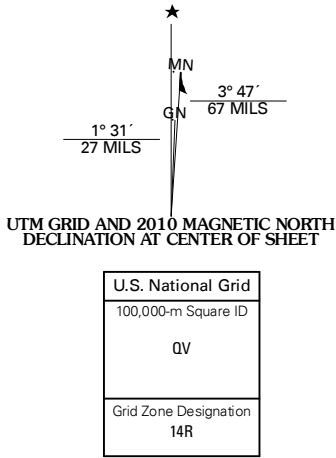 ★
MN
3° 47´
67 MILS
GN
1° 31´
27 MILS
UTM GRID AND 2010 MAGNETIC NORTH
DECLINATION AT CENTER OF SHEET
U.S. National Grid
100,000-m Square ID
QV
Grid Zone Designation
14R